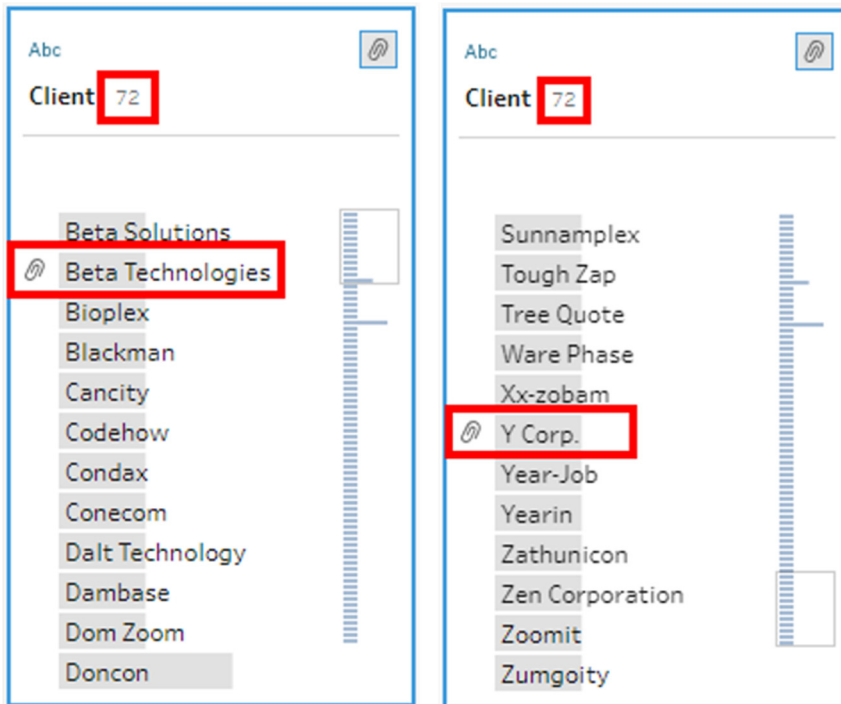 Abc
Client 72
Beta Solutions
Beta Technologies
Bioplex
Blackman
Cancity
Codehow
Condax
Conecom
Dalt Technology
Dambase
Dom Zoom
Doncon
Abc
Client 72
Sunnamplex
Tough Zap
Tree Quote
Ware Phase
Xx-zobam
Y Corp.
Year-Job
Yearin
Zathunicon
Zen Corporation
Zoomit
Zumgoity